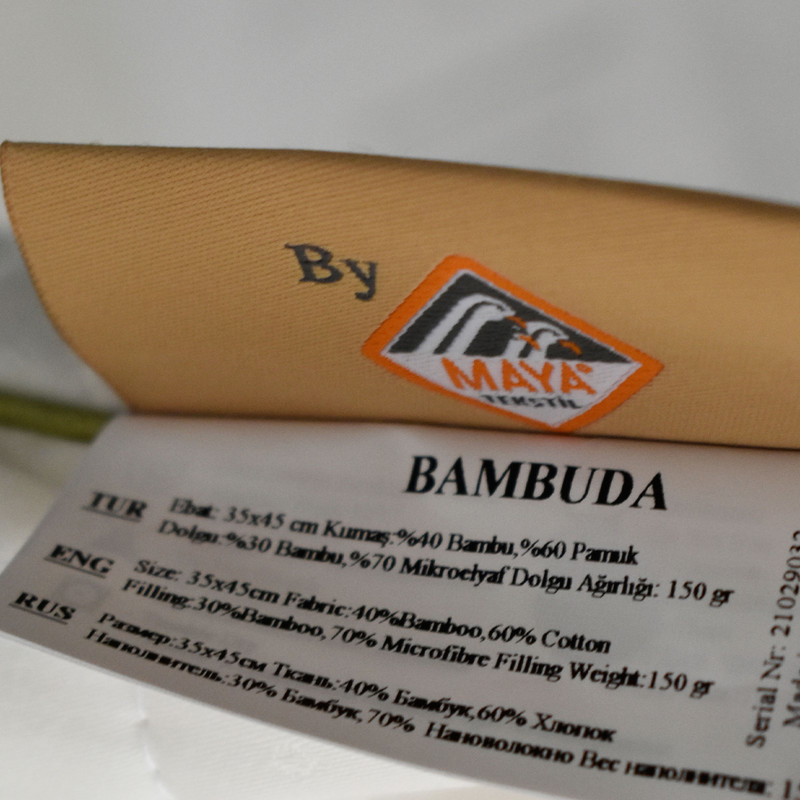 By
MAYA®
TEKSTİL
BAMBUDA
TUR Ebat: 35x45 cm Kumaş:%40 Bambu,%60 Pamuk
Dolgu:%30 Bambu,%70 Mikroelyaf Dolgu Ağırlığı: 150 gr
ENG Size: 35x45cm Fabric:40%Bamboo,60% Cotton
Filling:30%Bamboo,70% Microfibre Filling Weight:150 gr
RUS Размер:35x45см Ткань:40% Бамбук,60% Хлопок
Наполнитель:30% Бамбук,70% Нановолокно Вес наполнителя:
Serial Nr: 21029032